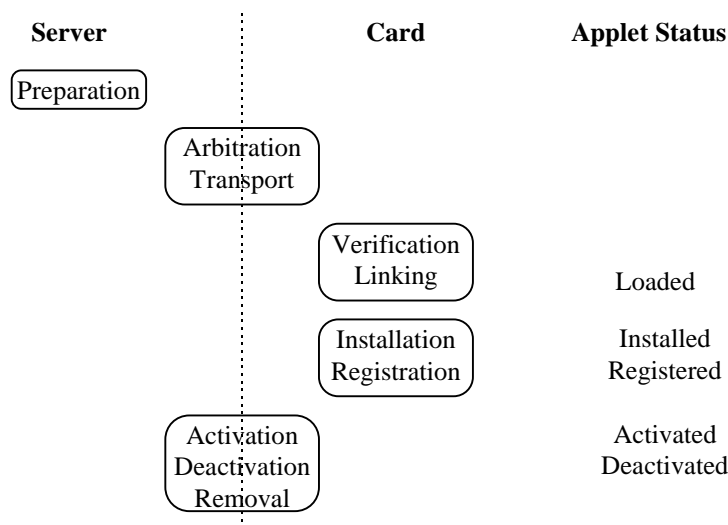 Server Card Applet Status
Preparation
Arbitration
Transport
Verification
Linking Loaded
Installation Installed
Registration Registered
Activation Activated
Deactivation Deactivated
Removal